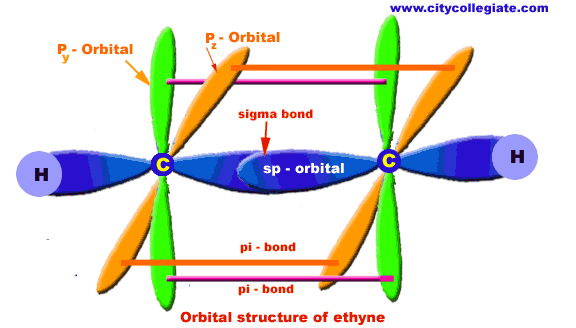 www.citycollegiate.com
Py - Orbital
Pz - Orbital
sigma bond
H
C
sp - orbital
C
H
pi - bond
pi - bond
Orbital structure of ethyne